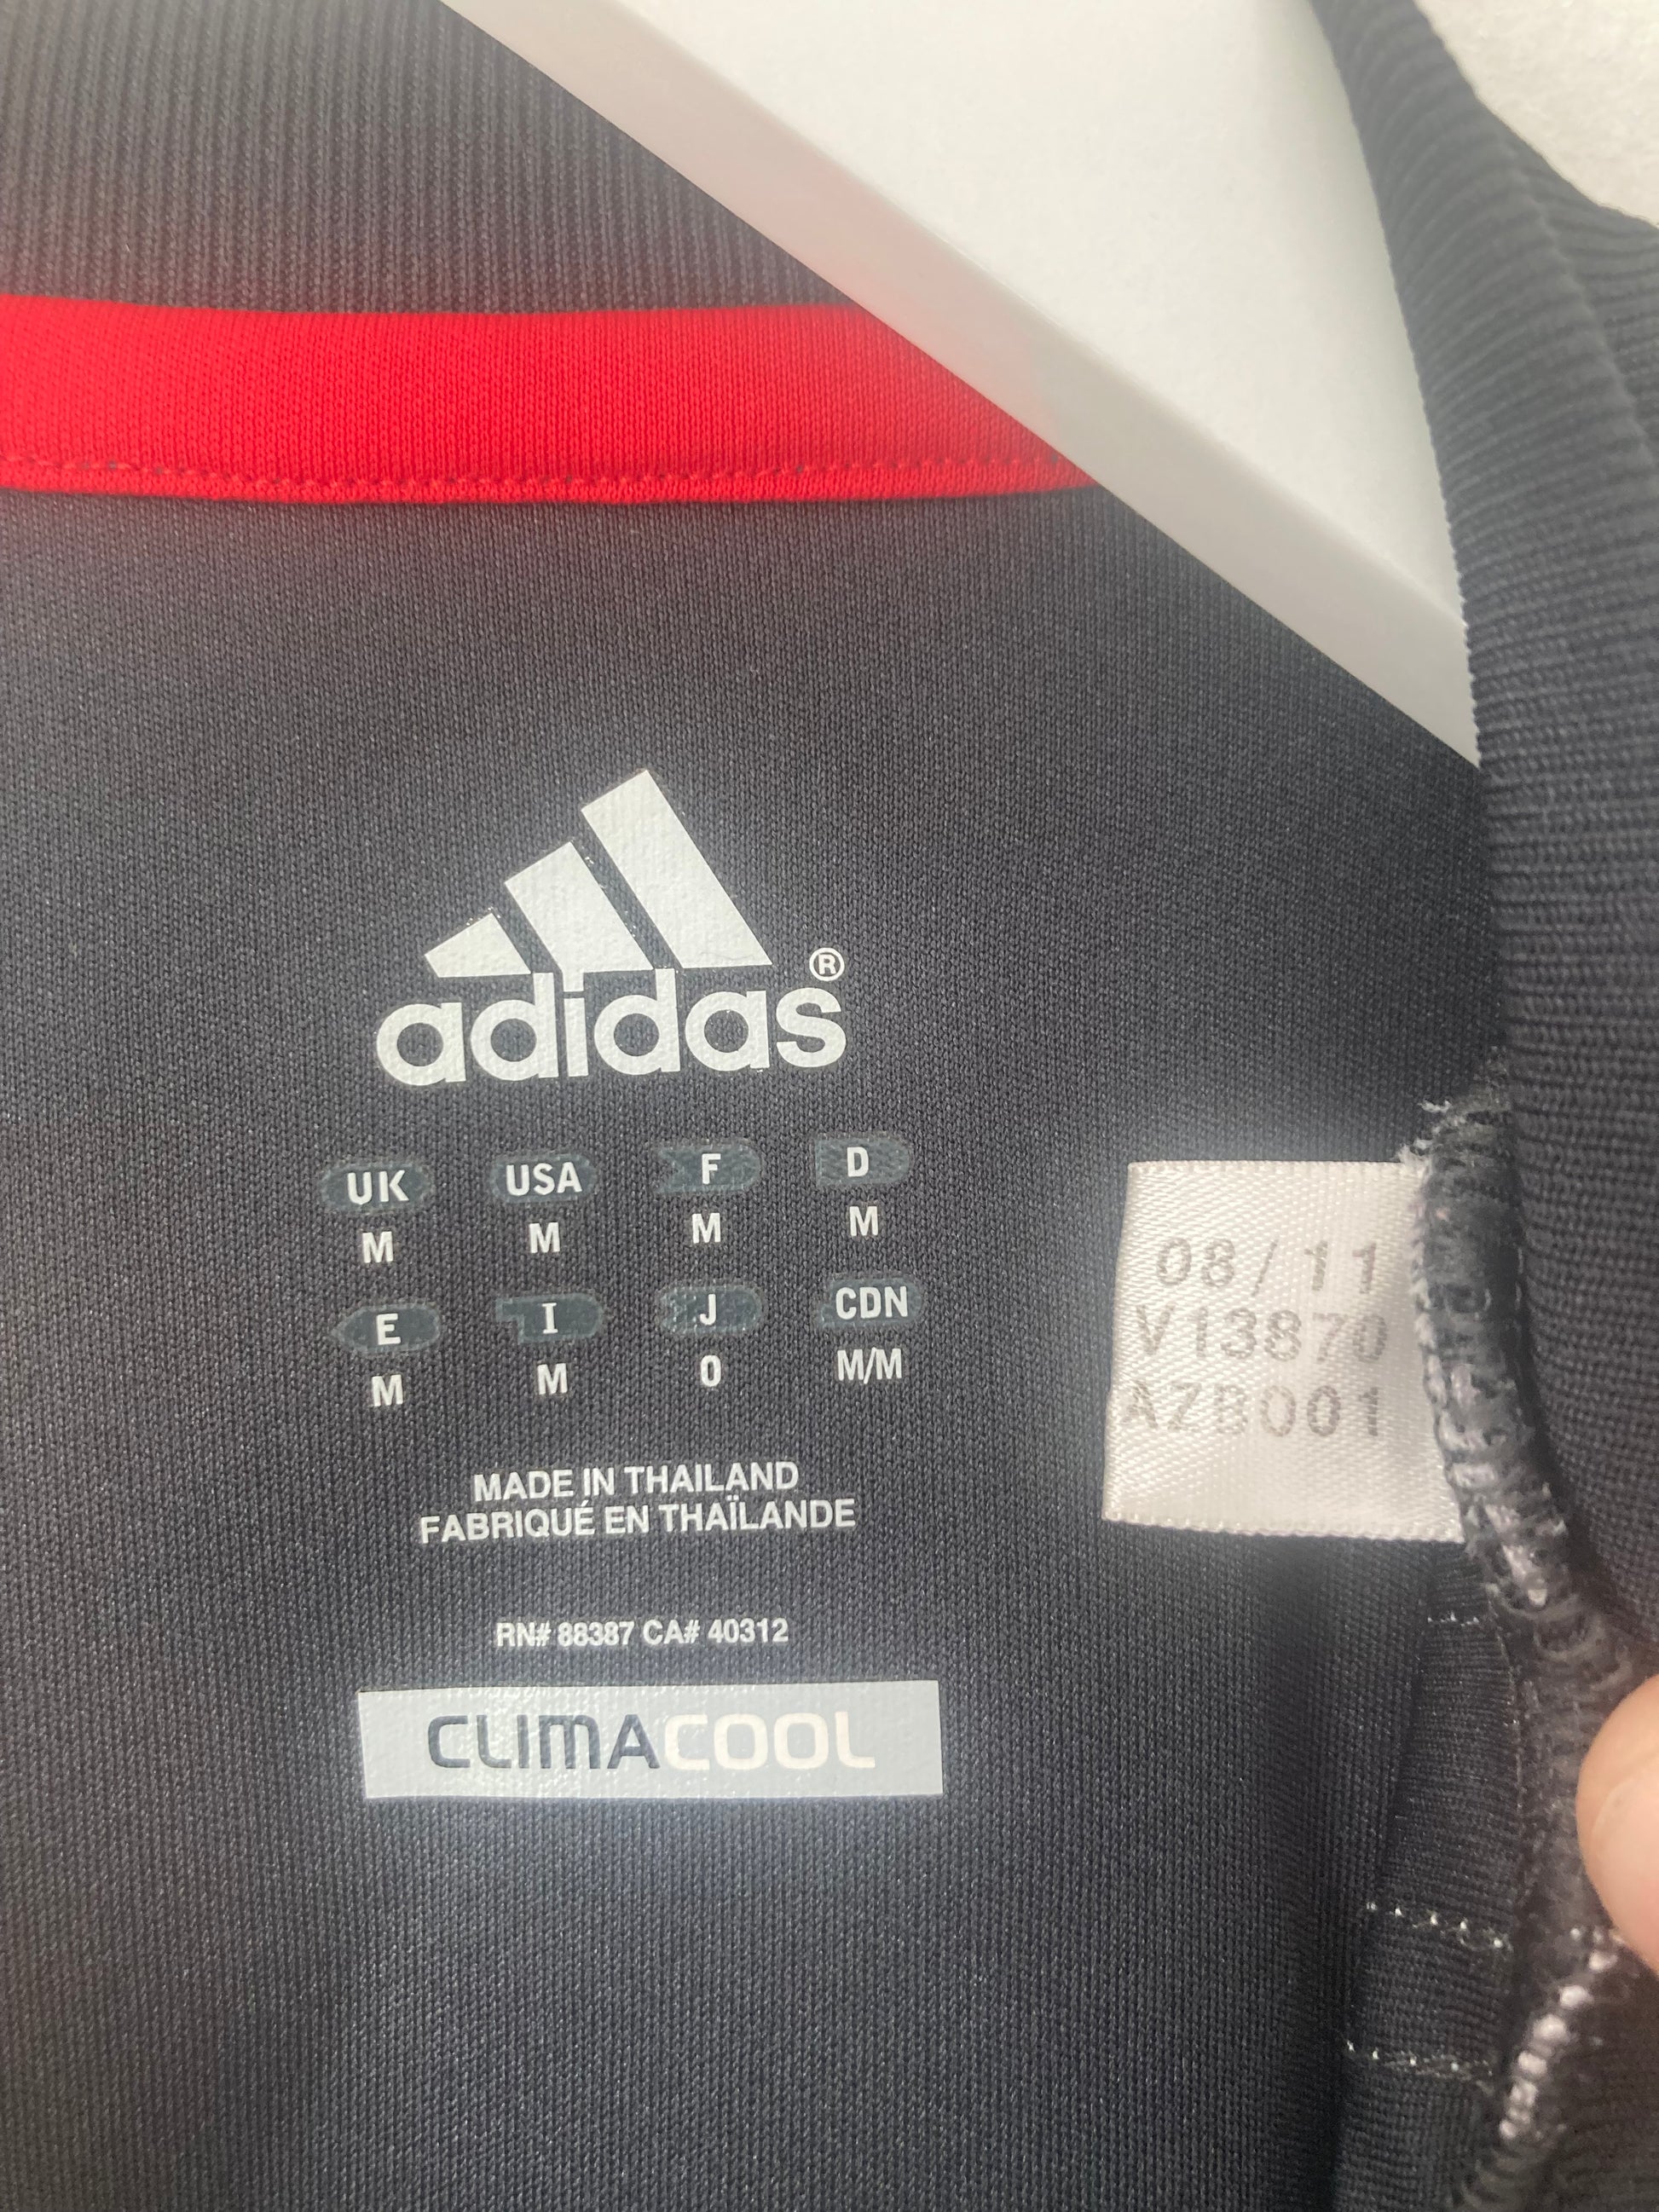 adidas®
UK USA F D
M M M M
E I J CDN
M M 0 M/M
MADE IN THAILAND
FABRIQUÉ EN THAÏLANDE
RN# 88387 CA# 40312
CLIMACOOL
08/11
V13870
AZB001